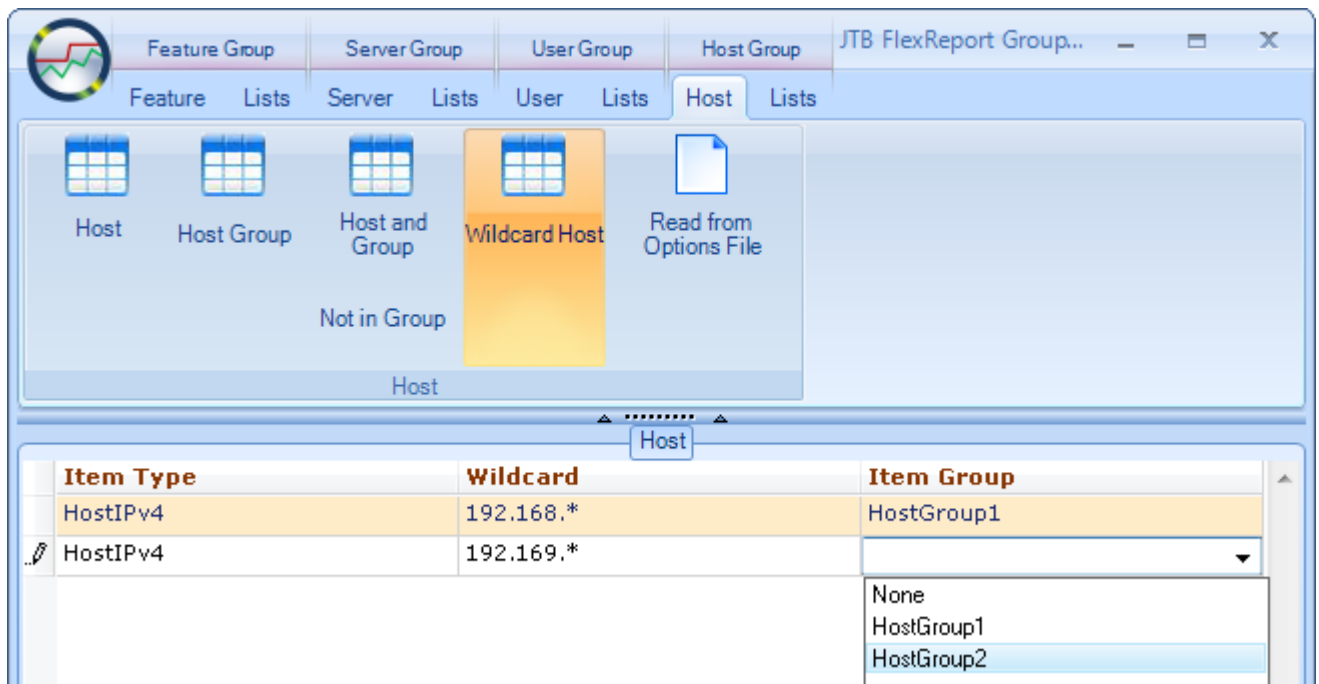 Feature Group Server Group User Group Host Group JTB FlexReport Group...
Feature Lists Server Lists User Lists Host Lists
Host
Host Group
Host and
Group
Wildcard Host
Read from
Options File
Not in Group
Host
Host
Item Type Wildcard Item Group
HostIPv4 192.168.* HostGroup1
HostIPv4 192.169.*
None
HostGroup1
HostGroup2